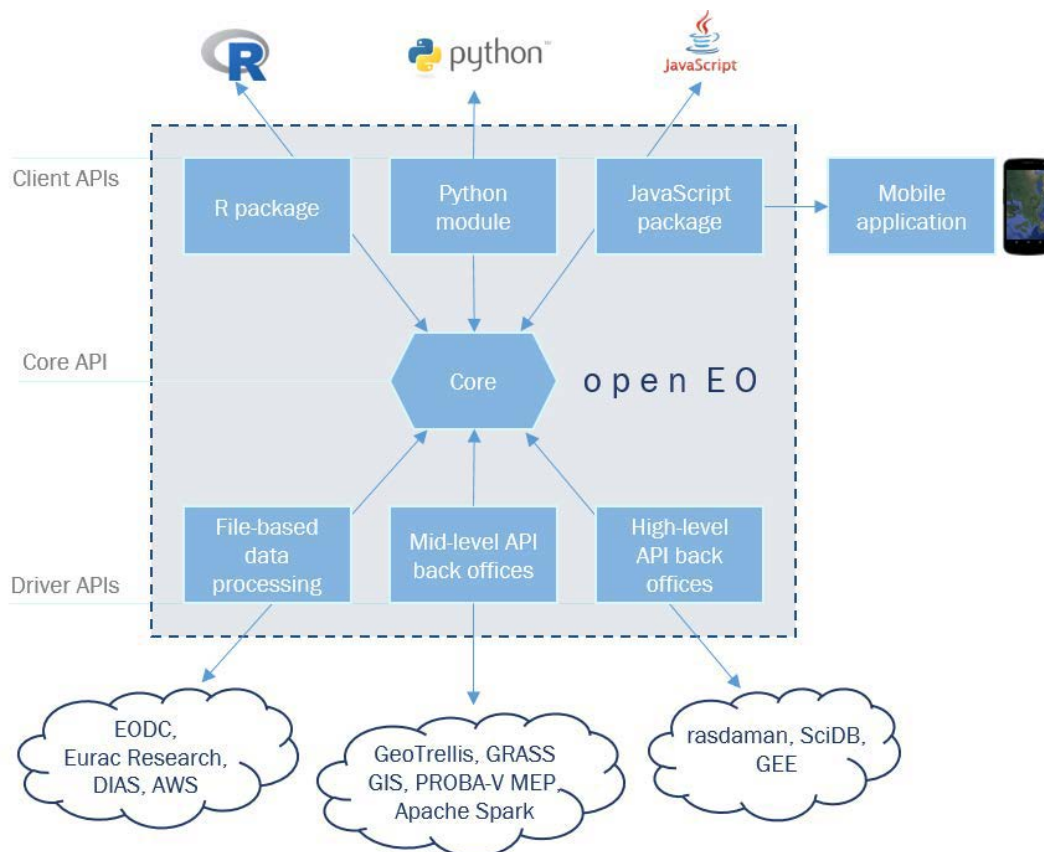 R
python™
JavaScript
Client APIs
R package
Python
module
JavaScript
package
Mobile
application
Core API
Core
open EO
File-based
data
processing
Mid-level API
back offices
High-level
API back
offices
Driver APIs
EODC,
Eurac Research,
DIAS, AWS
GeoTrellis, GRASS
GIS, PROBA-V MEP,
Apache Spark
rasdaman, SciDB,
GEE